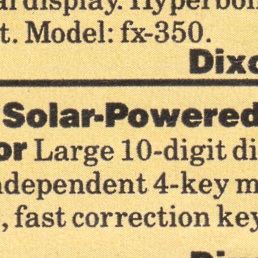 display. Hyperbol
t. Model: fx-350.
Dixo
Solar-Powered
or Large 10-digit di
ndependent 4-key m
, fast correction key